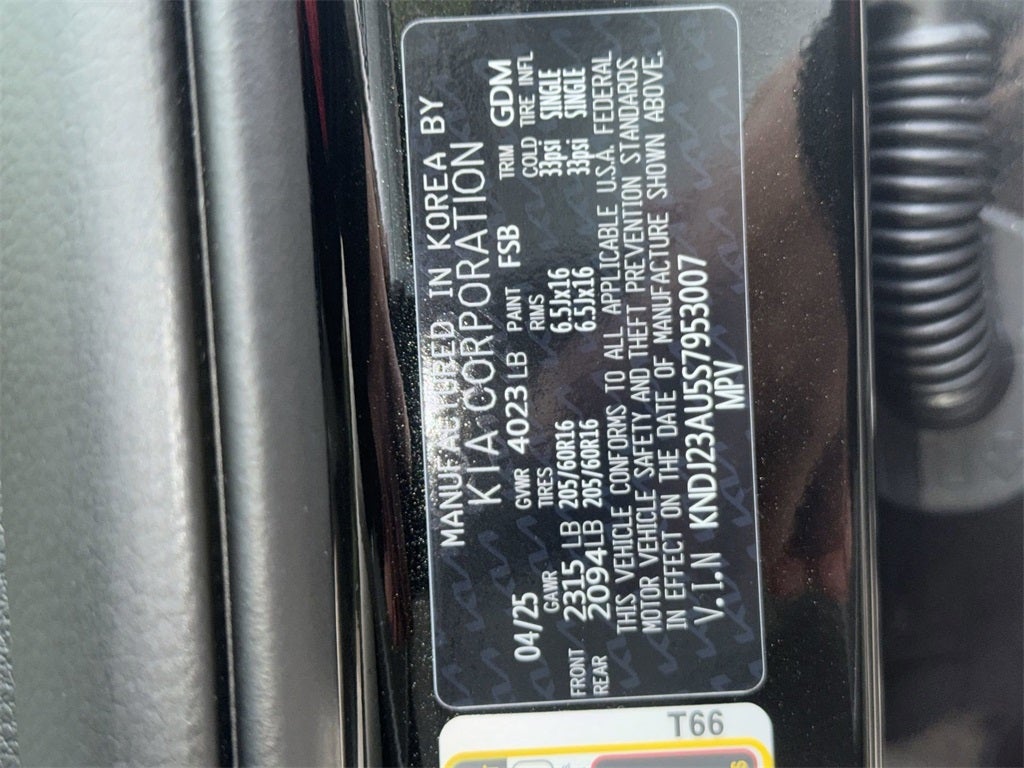 MANUFACTURED IN KOREA BY
KIA CORPORATION
04/25 GVWR 4023 LB PAINT FSB TRIM GDM
GAWR TIRES RIMS COLD TIRE INFL
FRONT 2315 LB 205/60R16 6.5Jx16 33psi SINGLE
REAR 2094 LB 205/60R16 6.5Jx16 33psi SINGLE
THIS VEHICLE CONFORMS TO ALL APPLICABLE U.S.A. FEDERAL
MOTOR VEHICLE SAFETY AND THEFT PREVENTION STANDARDS
IN EFFECT ON THE DATE OF MANUFACTURE SHOWN ABOVE.
V.I.N KNDJ23AU5S7953007
MPV
T66